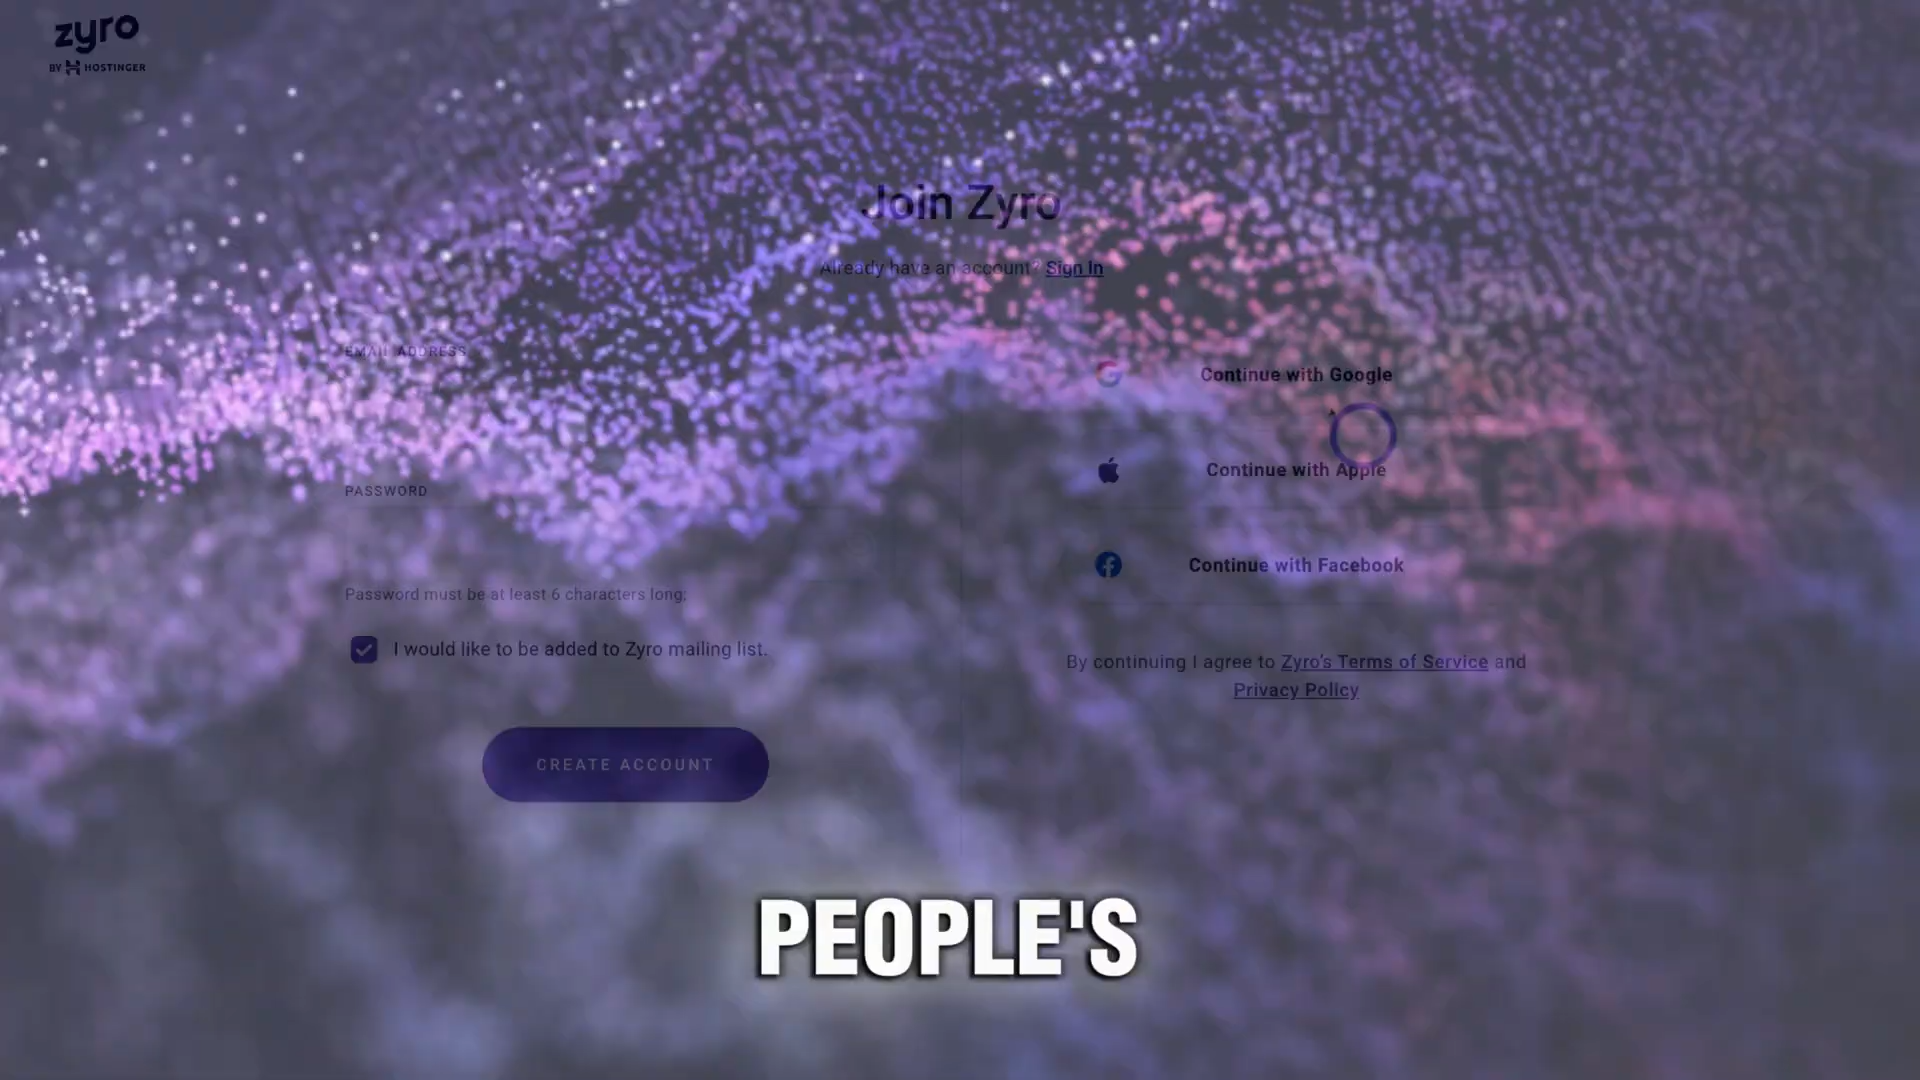 zyro
BY HOSTINGER
Join Zyro
Already have an account? Sign In
EMAIL ADDRESS
Continue with Google
Continue with Apple
PASSWORD
Continue with Facebook
Password must be at least 6 characters long;
I would like to be added to Zyro mailing list.
By continuing I agree to Zyro's Terms of Service and
Privacy Policy
CREATE ACCOUNT
PEOPLE'S